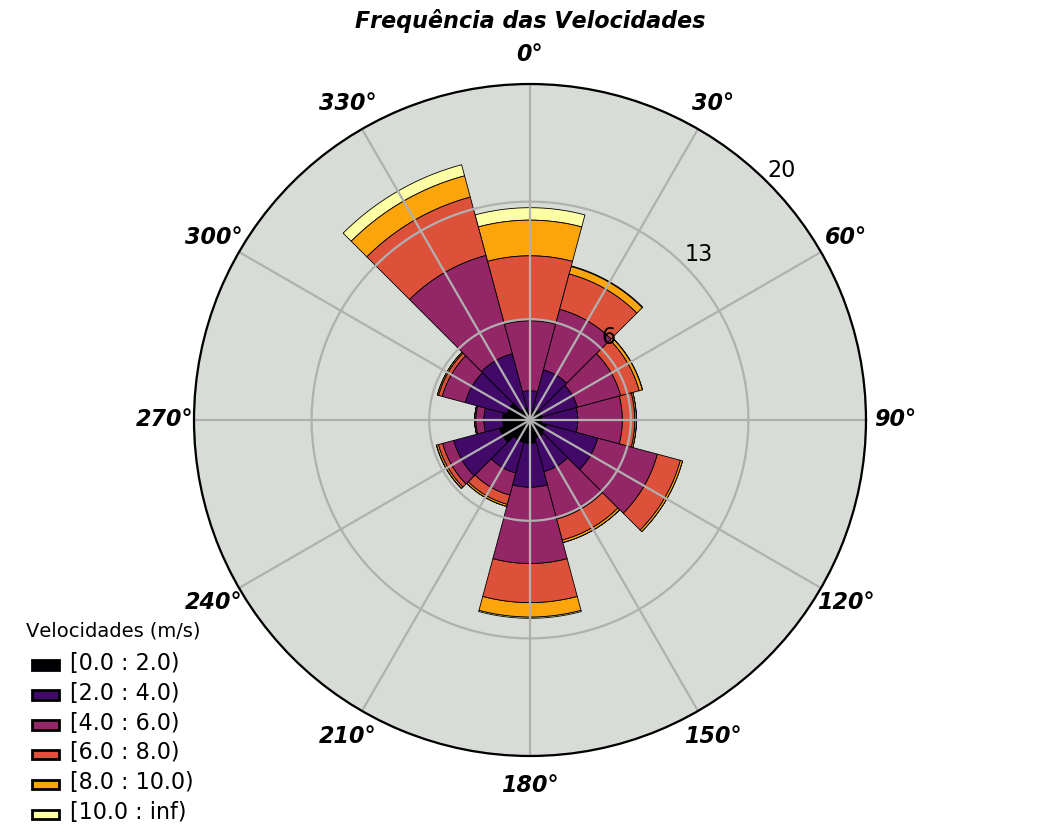 Frequência das Velocidades
0°
330°
30°
20
300°
60°
13
6
270°
90°
240°
120°
210°
150°
180°
Velocidades (m/s)
[0.0 : 2.0)
[2.0 : 4.0)
[4.0 : 6.0)
[6.0 : 8.0)
[8.0 : 10.0)
[10.0 : inf)